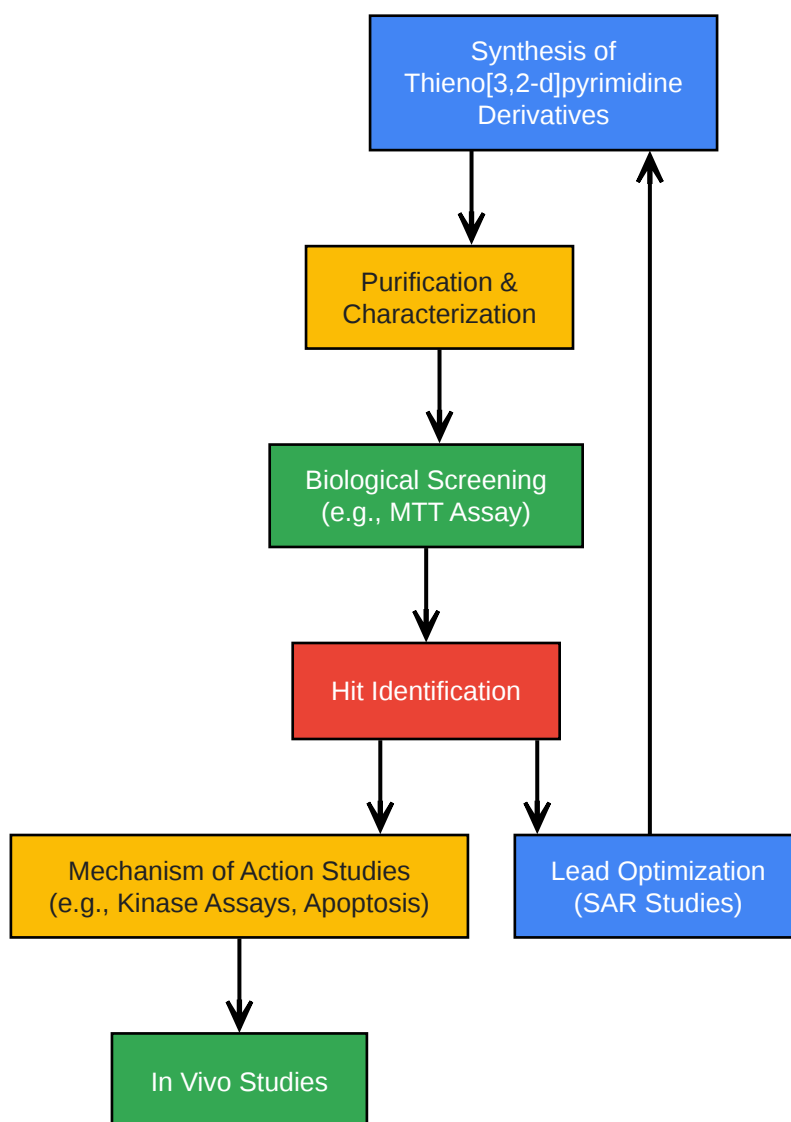 Synthesis of
Thieno[3,2-d]pyrimidine
Derivatives
Purification &
Characterization
Biological Screening
(e.g., MTT Assay)
Hit Identification
Mechanism of Action Studies
(e.g., Kinase Assays, Apoptosis)
Lead Optimization
(SAR Studies)
In Vivo Studies